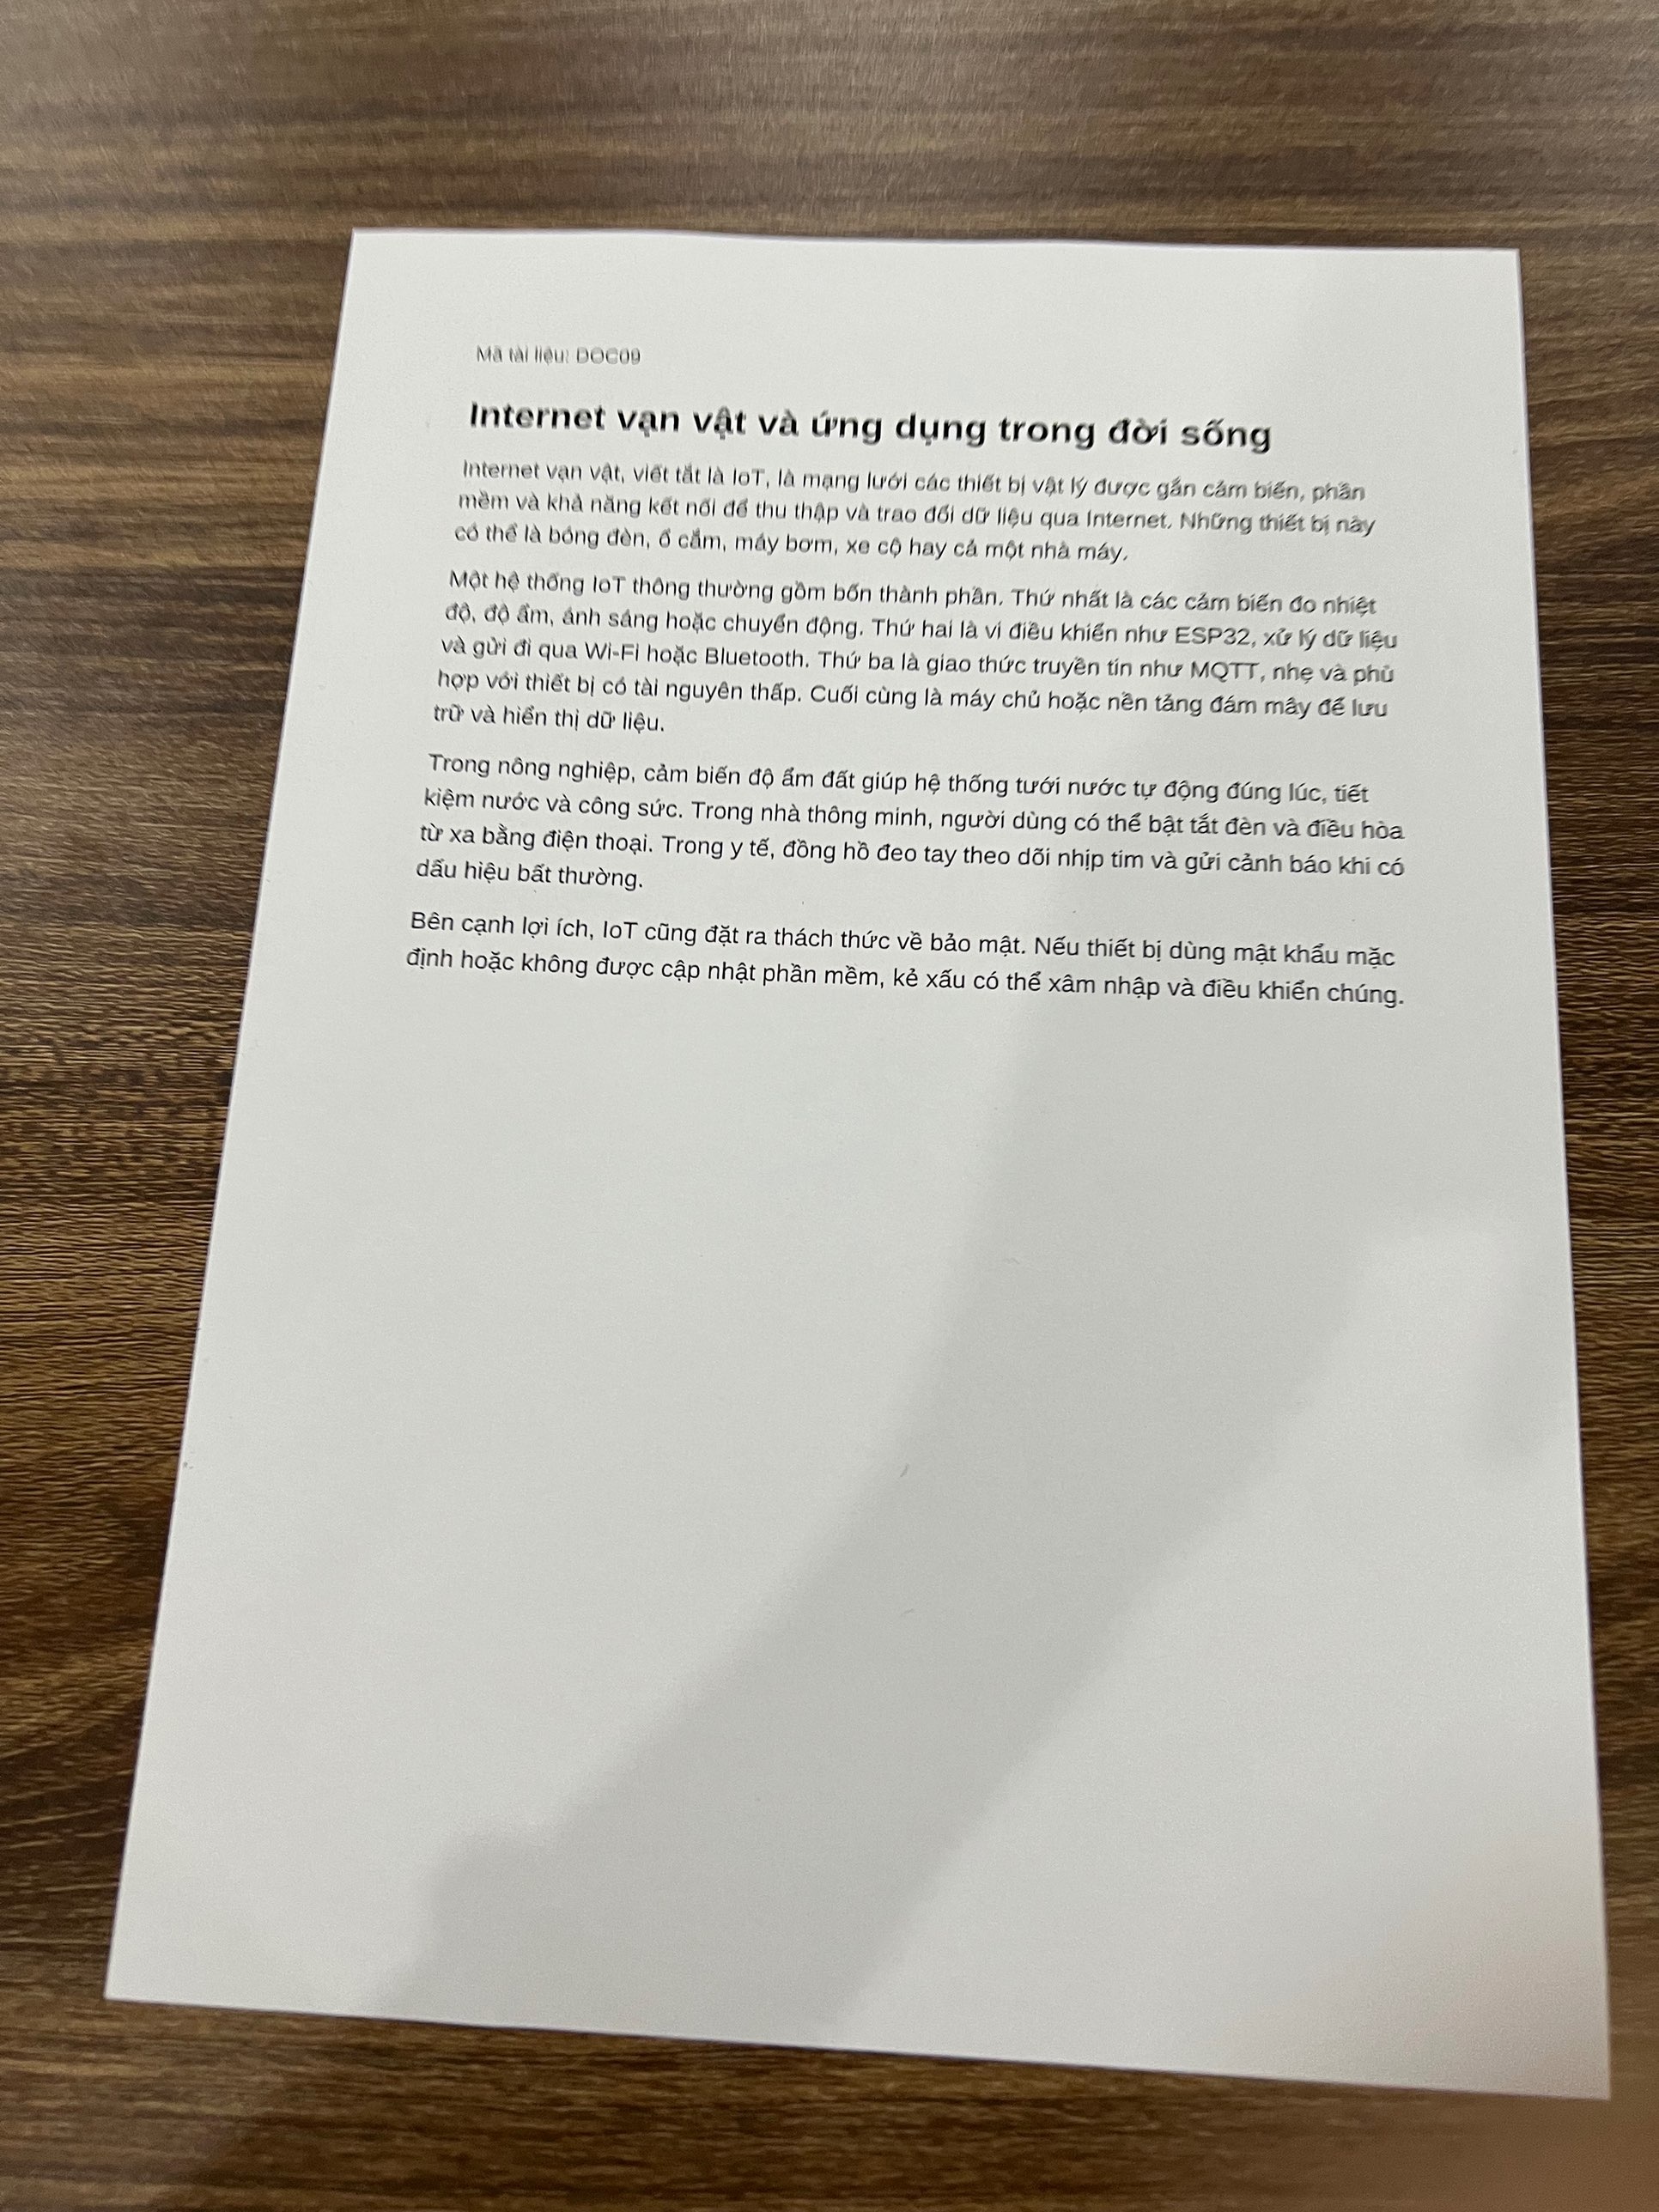 Mã tài liệu: DOC09
Internet vạn vật và ứng dụng trong đời sống
Internet vạn vật, viết tắt là IoT, là mạng lưới các thiết bị vật lý được gắn cảm biến, phần
mềm và khả năng kết nối để thu thập và trao đổi dữ liệu qua Internet. Những thiết bị này
có thể là bóng đèn, ổ cắm, máy bơm, xe cộ hay cả một nhà máy.
Một hệ thống IoT thông thường gồm bốn thành phần. Thứ nhất là các cảm biến đo nhiệt
độ, độ ẩm, ánh sáng hoặc chuyển động. Thứ hai là vi điều khiển như ESP32, xử lý dữ liệu
và gửi đi qua Wi-Fi hoặc Bluetooth. Thứ ba là giao thức truyền tin như MQTT, nhẹ và phù
hợp với thiết bị có tài nguyên thấp. Cuối cùng là máy chủ hoặc nền tảng đám mây để lưu
trữ và hiển thị dữ liệu.
Trong nông nghiệp, cảm biến độ ẩm đất giúp hệ thống tưới nước tự động đúng lúc, tiết
kiệm nước và công sức. Trong nhà thông minh, người dùng có thể bật tắt đèn và điều hòa
từ xa bằng điện thoại. Trong y tế, đồng hồ đeo tay theo dõi nhịp tim và gửi cảnh báo khi có
dấu hiệu bất thường.
Bên cạnh lợi ích, IoT cũng đặt ra thách thức về bảo mật. Nếu thiết bị dùng mật khẩu mặc
định hoặc không được cập nhật phần mềm, kẻ xấu có thể xâm nhập và điều khiển chúng.